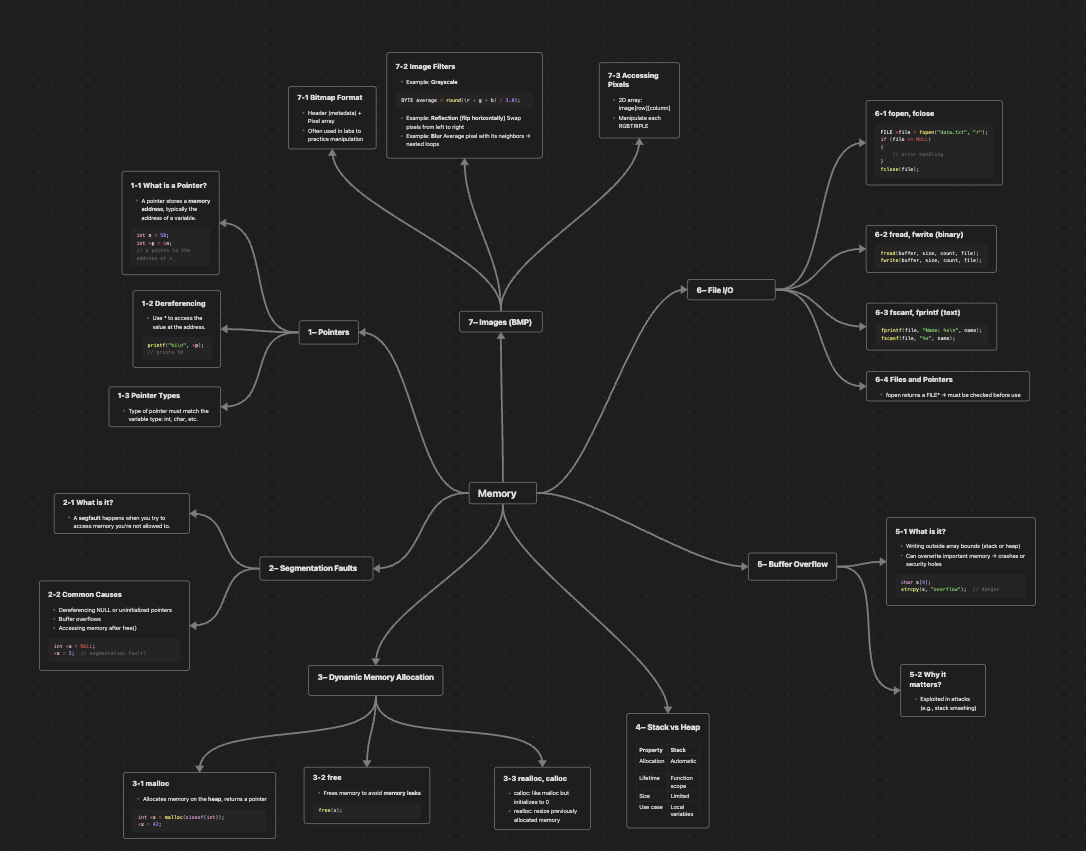 7-2 Image Filters
Example: Grayscale
BYTE average = round((r + g + b) / 3.0);
Example: Reflection (flip horizontally) Swap
pixels from left to right
Example: Blur Average pixel with its neighbors →
nested loops
7-1 Bitmap Format
Header (metadata) +
Pixel array
Often used in labs to
practice manipulation
7-3 Accessing
Pixels
2D array:
image[row][column]
Manipulate each
RGBTRIPLE
6-1 fopen, fclose
FILE *file = fopen("data.txt", "r");
if (file == NULL)
{
// error handling
}
fclose(file);
1-1 What is a Pointer?
A pointer stores a memory
address, typically the
address of a variable.
int n = 50;
int *p = &n;
// p points to the
address of n
6-2 fread, fwrite (binary)
fread(buffer, size, count, file);
fwrite(buffer, size, count, file);
6– File I/O
1-2 Dereferencing
Use * to access the
value at the address.
printf("%i\n", *p);
// prints 50
7– Images (BMP)
1– Pointers
6-3 fscanf, fprintf (text)
fprintf(file, "Name: %s\n", name);
fscanf(file, "%s", name);
6-4 Files and Pointers
fopen returns a FILE* → must be checked before use
1-3 Pointer Types
Type of pointer must match the
variable type: int, char, etc.
Memory
2-1 What is it?
A segfault happens when you try to
access memory you're not allowed to.
2– Segmentation Faults
5– Buffer Overflow
5-1 What is it?
Writing outside array bounds (stack or heap)
Can overwrite important memory → crashes or
security holes
char s[4];
strcpy(s, "overflow"); // danger
2-2 Common Causes
Dereferencing NULL or uninitialized pointers
Buffer overflows
Accessing memory after free()
int *x = NULL;
*x = 5; // segmentation fault!
3– Dynamic Memory Allocation
5-2 Why it
matters?
Exploited in attacks
(e.g., stack smashing)
4– Stack vs Heap
Property Stack
Allocation Automatic
Lifetime Function
scope
Size Limited
Use case Local
variables
3-1 malloc
Allocates memory on the heap, returns a pointer
int *x = malloc(sizeof(int));
*x = 42;
3-2 free
Frees memory to avoid memory leaks
free(x);
3-3 realloc, calloc
calloc: like malloc but
initializes to 0
realloc: resize previously
allocated memory